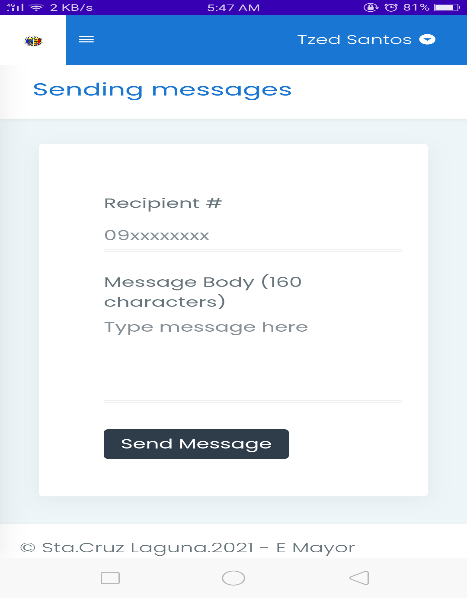 2 KB/s 5:47 AM 81%
Tzed Santos
Sending messages
Recipient #
09xxxxxxxx
Message Body (160
characters)
Type message here
Send Message
© Sta.Cruz Laguna.2021 - E Mayor